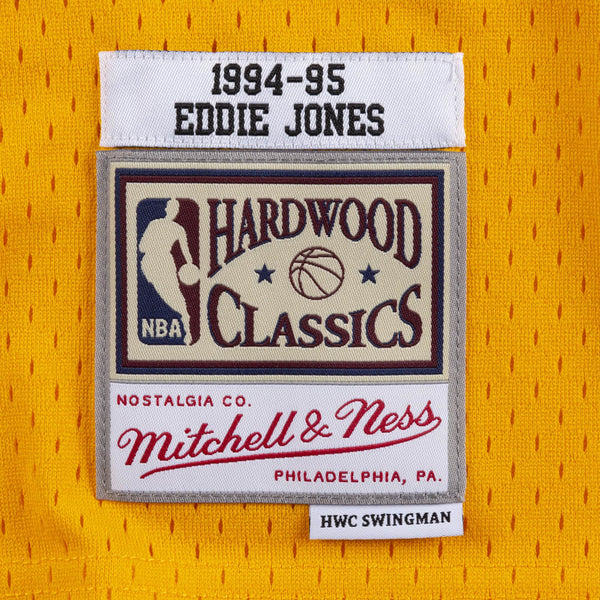 1994-95
EDDIE JONES
HARDWOOD
NBA
CLASSICS
NOSTALGIA CO.
Mitchell & Ness
PHILADELPHIA, PA.
HWC SWINGMAN